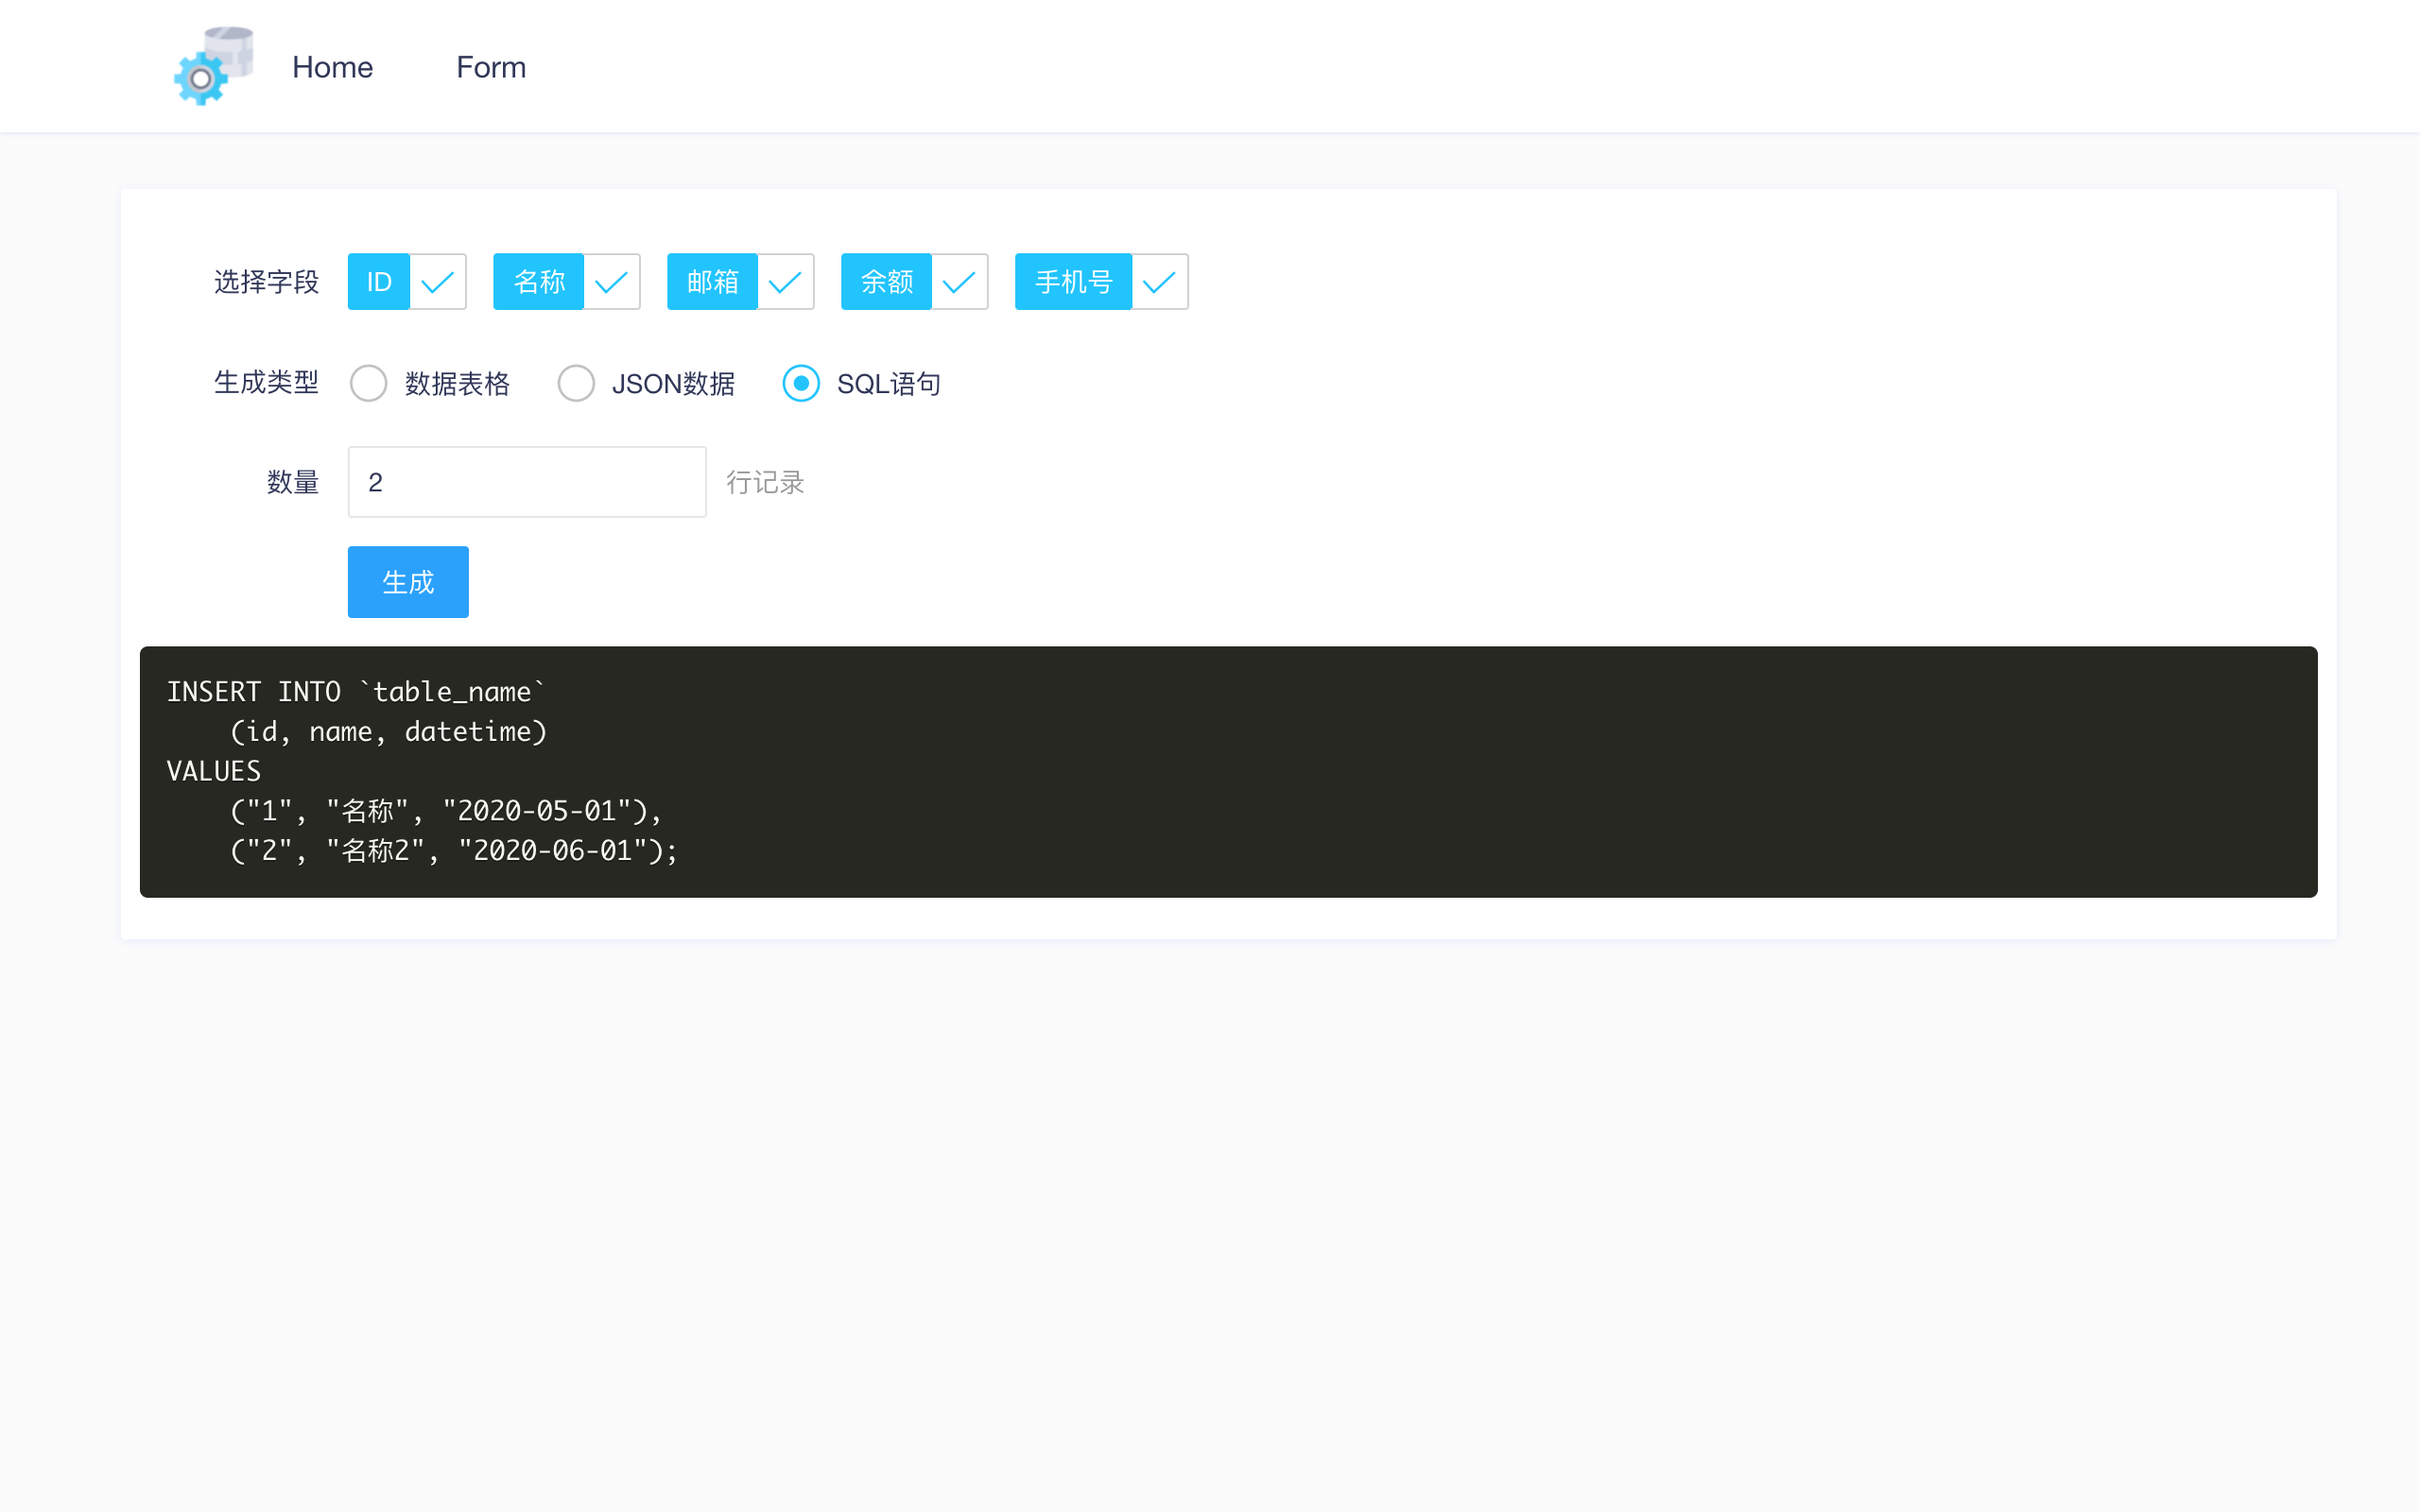 Home Form
选择字段 ID 名称 邮箱 余额 手机号
生成类型 数据表格 JSON数据 SQL语句
数量 2 行记录
生成
INSERT INTO `table_name`
    (id, name, datetime)
VALUES
    ("1", "名称", "2020-05-01"),
    ("2", "名称2", "2020-06-01");